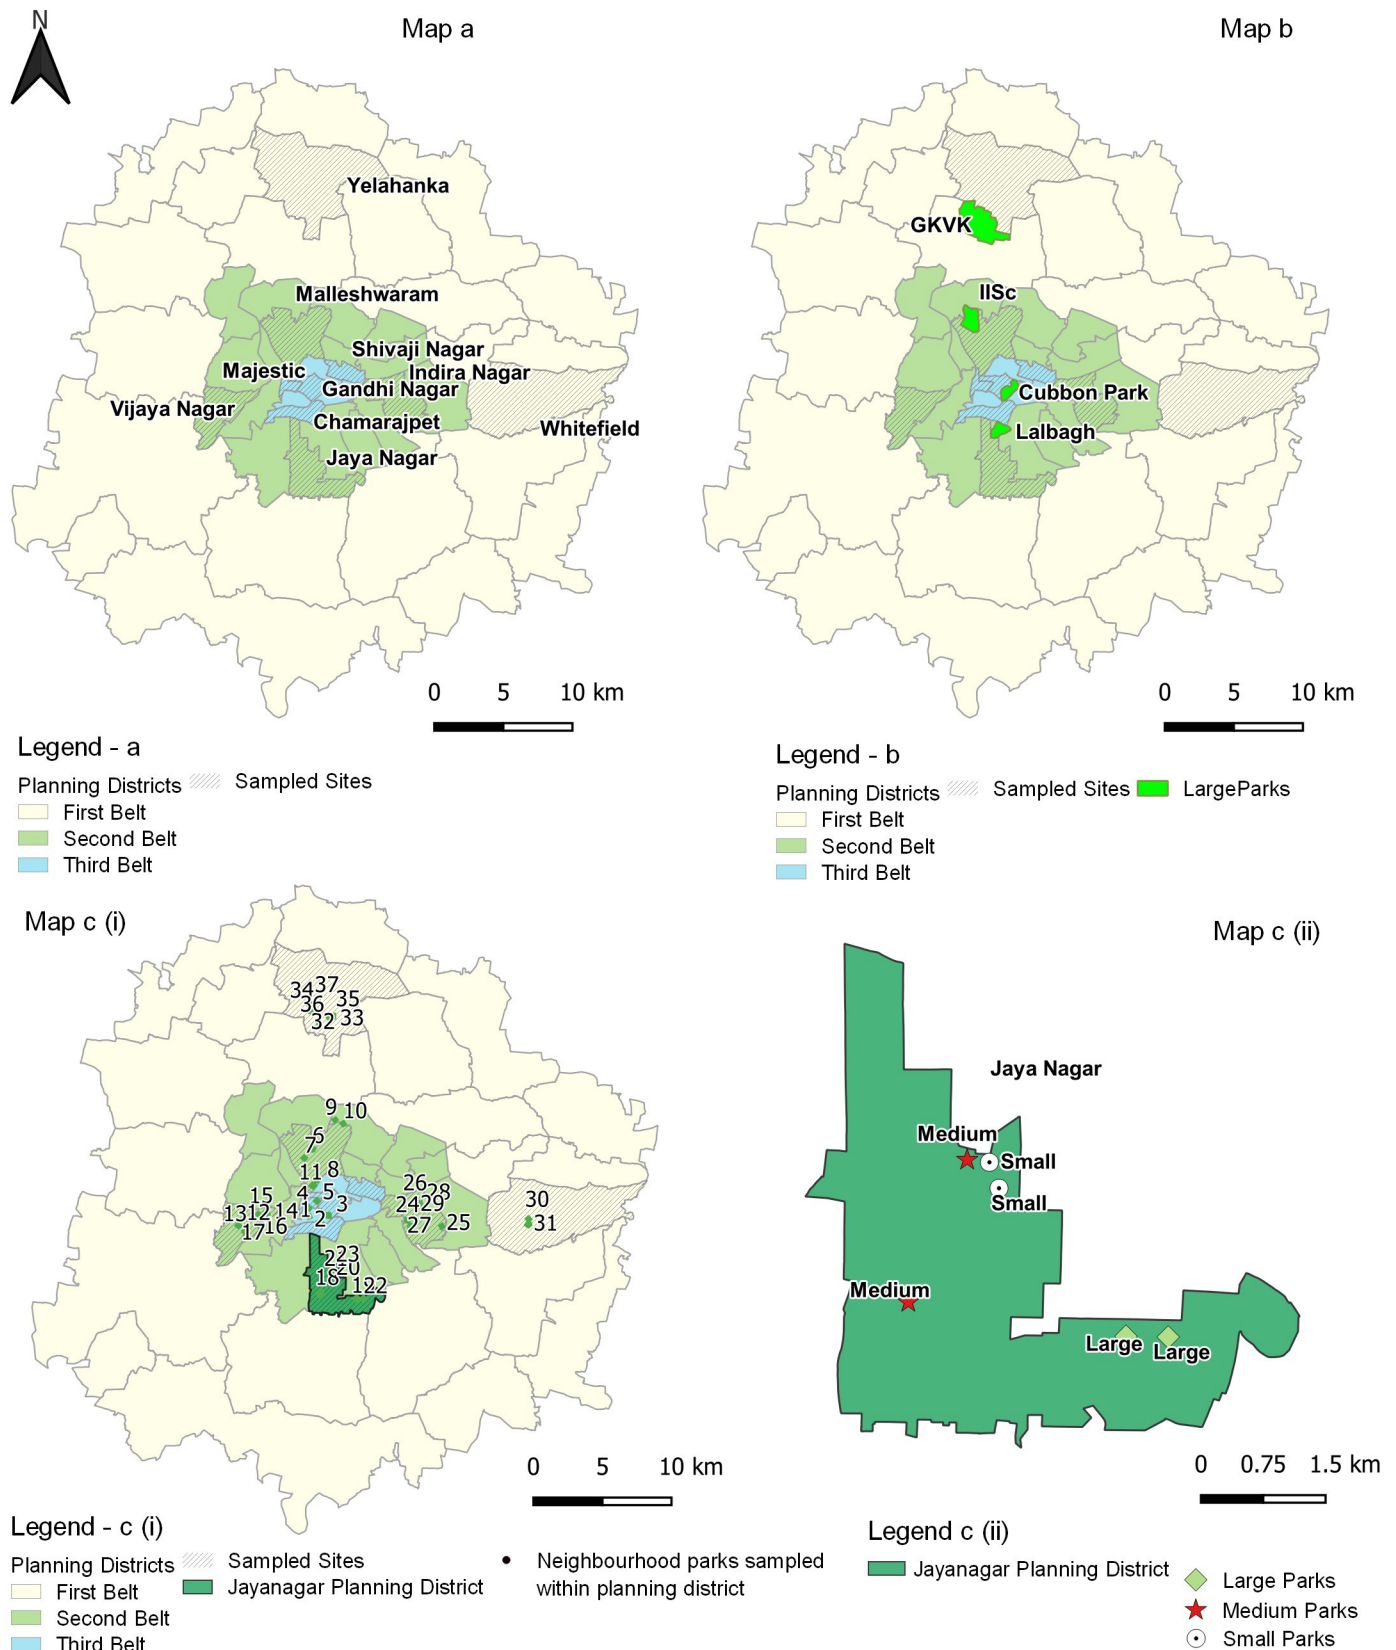 N
Map a
Map b
Yelahanka
Malleshwaram
Shivaji Nagar
Majestic
Indira Nagar
Gandhi Nagar
Vijaya Nagar
Chamarajpet
Whitefield
Jaya Nagar
0 5 10 km
GKVK
IISc
Cubbon Park
Lalbagh
0 5 10 km
Legend - a
Planning Districts
Sampled Sites
First Belt
Second Belt
Third Belt
Legend - b
Planning Districts
Sampled Sites
LargeParks
First Belt
Second Belt
Third Belt
Map c (i)
34 37
36 35
32 33
9 10
6
7
11 8
4 5
3
15
13 12 14 1
2
17 16
26
28
24 29
27 25
30
31
23
20
18
22
0 5 10 km
Map c (ii)
Jaya Nagar
Medium
Small
Small
Medium
Large
Large
0 0.75 1.5 km
Legend - c (i)
Planning Districts
Sampled Sites
Jayanagar Planning District
First Belt
Second Belt
Third Belt
Neighbourhood parks sampled
within planning district
Legend c (ii)
Jayanagar Planning District
Large Parks
Medium Parks
Small Parks